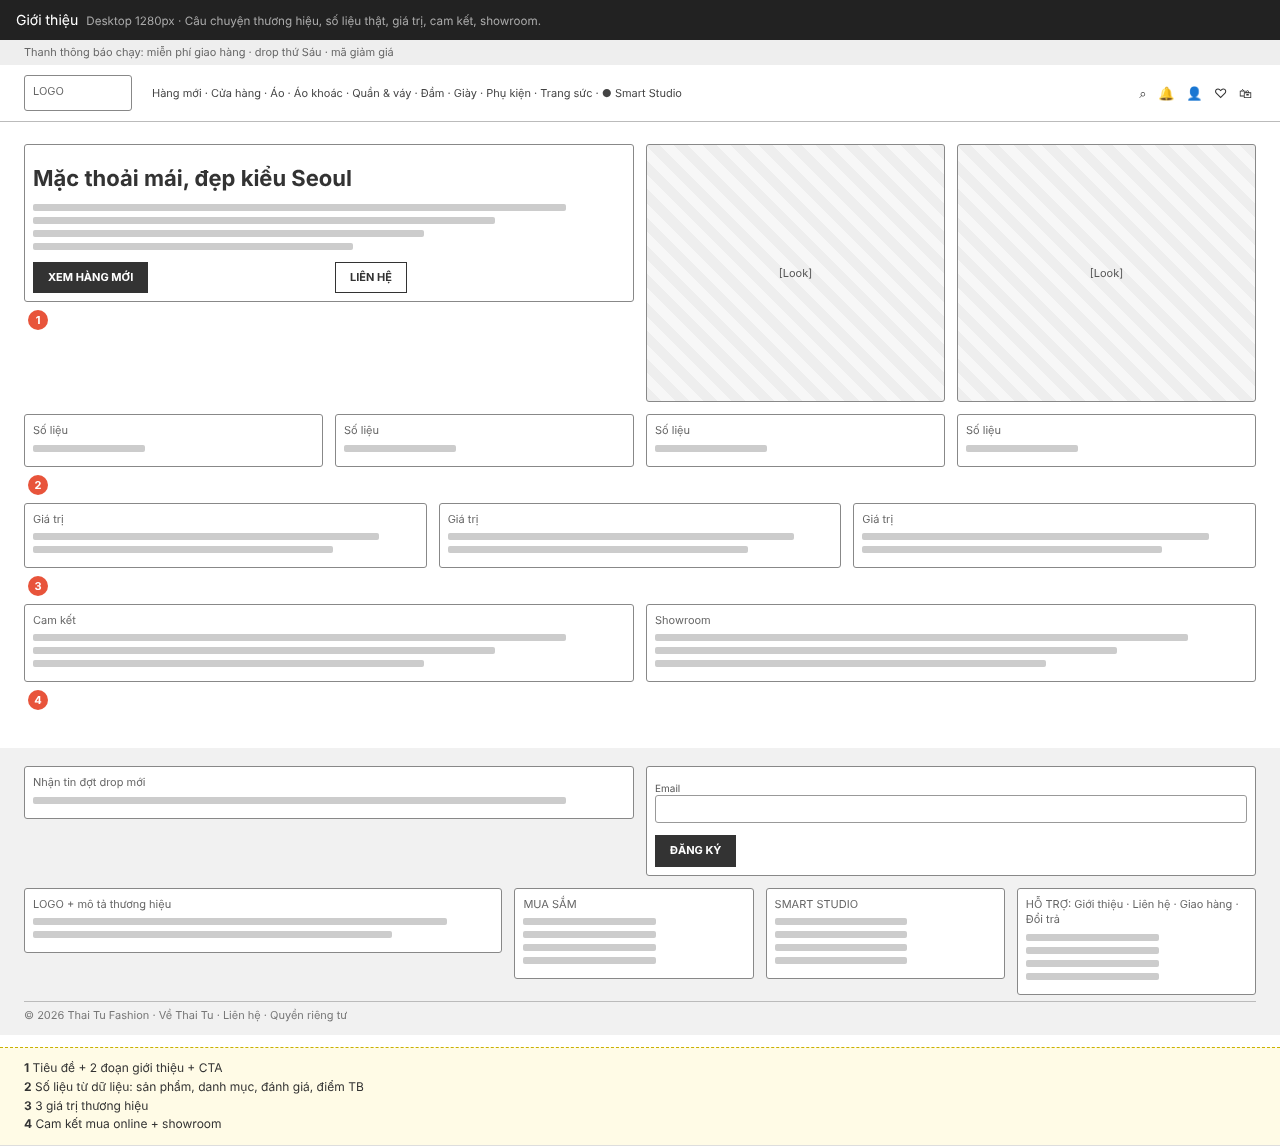 Giới thiệu Desktop 1280px · Câu chuyện thương hiệu, số liệu thật, giá trị, cam kết, showroom.
Thanh thông báo chạy: miễn phí giao hàng · drop thứ Sáu · mã giảm giá
LOGO
Hàng mới · Cửa hàng · Áo · Áo khoác · Quần & váy · Đầm · Giày · Phụ kiện · Trang sức · ● Smart Studio
Mặc thoải mái, đẹp kiểu Seoul
XEM HÀNG MỚI
LIÊN HỆ
[Look]
[Look]
1
Số liệu
Số liệu
Số liệu
Số liệu
2
Giá trị
Giá trị
Giá trị
3
Cam kết
Showroom
4
Nhận tin đợt drop mới
Email
ĐĂNG KÝ
LOGO + mô tả thương hiệu
MUA SẮM
SMART STUDIO
HỖ TRỢ: Giới thiệu · Liên hệ · Giao hàng ·
Đổi trả
© 2026 Thai Tu Fashion · Về Thai Tu · Liên hệ · Quyền riêng tư
1 Tiêu đề + 2 đoạn giới thiệu + CTA
2 Số liệu từ dữ liệu: sản phẩm, danh mục, đánh giá, điểm TB
3 3 giá trị thương hiệu
4 Cam kết mua online + showroom